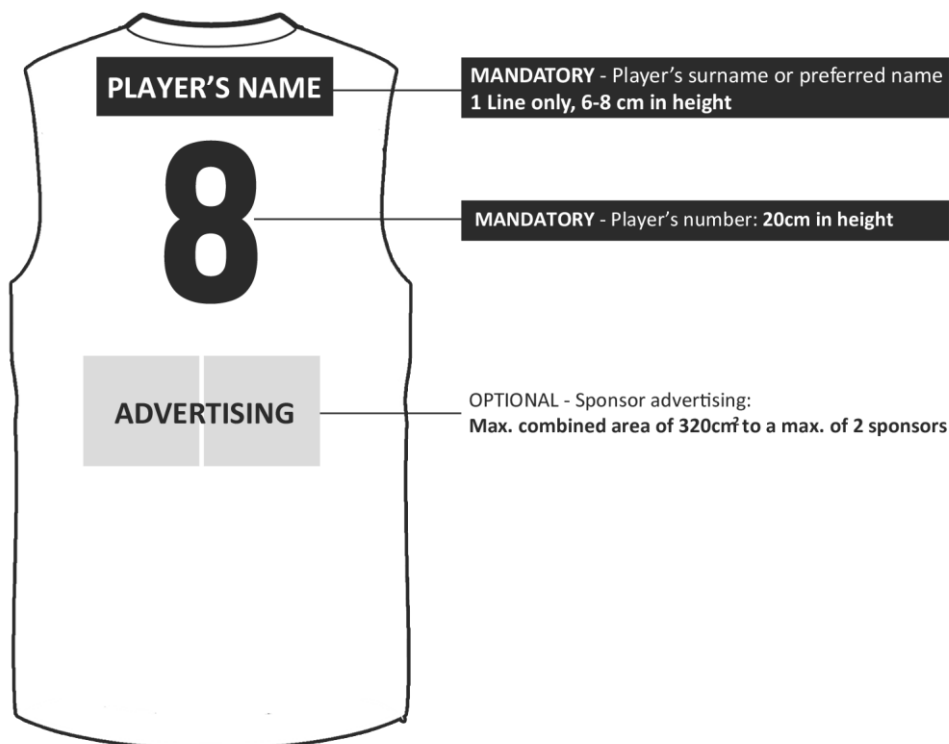 PLAYER'S NAME
MANDATORY - Player's surname or preferred name
1 Line only, 6-8 cm in height
8
MANDATORY - Player's number: 20cm in height
ADVERTISING
OPTIONAL - Sponsor advertising:
Max. combined area of 320cm² to a max. of 2 sponsors